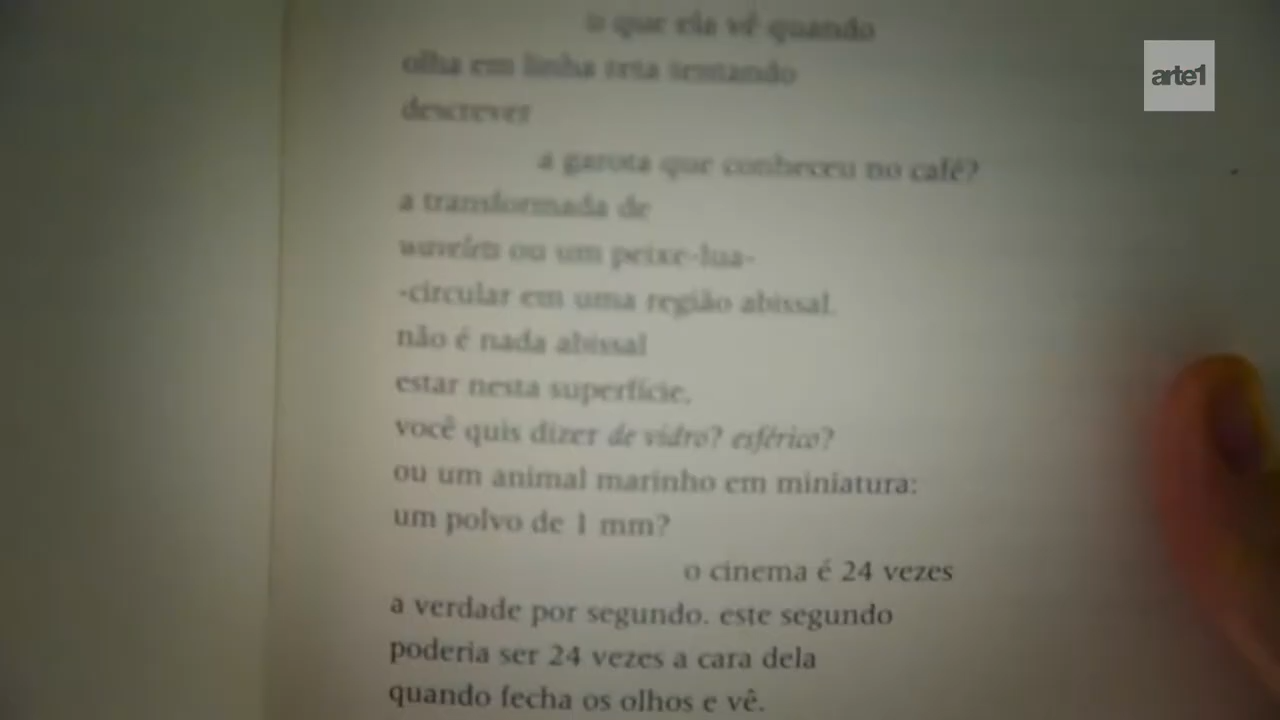 o que ela vê quando
olha em linha reta tentando
descrever
a garota que conheceu no café?
a transformada de
wavelets ou um peixe-lua-
-circular em uma região abissal.
não é nada abissal
estar nesta superfície,
você quis dizer de vidro? esférico?
ou um animal marinho em miniatura:
um polvo de 1 mm?
o cinema é 24 vezes
a verdade por segundo. este segundo
poderia ser 24 vezes a cara dela
quando fecha os olhos e vê.
arte1